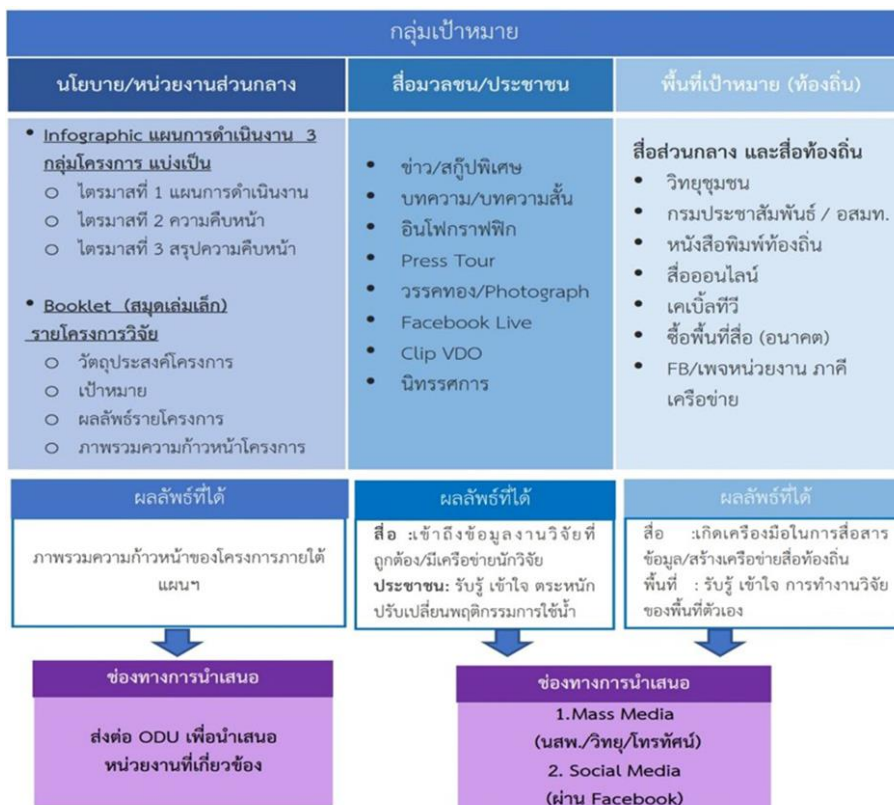 กลุ่มเป้าหมาย
นโยบาย/หน่วยงานส่วนกลาง
• Infographic แผนการดำเนินงาน 3
กลุ่มโครงการ แบ่งเป็น
○ ไตรมาสที่ 1 แผนการดำเนินงาน
○ ไตรมาสที่ 2 ความคืบหน้า
○ ไตรมาสที่ 3 สรุปความคืบหน้า
• Booklet (สมุดเล่มเล็ก)
รายโครงการวิจัย
○ วัตถุประสงค์โครงการ
○ เป้าหมาย
○ ผลลัพธ์รายโครงการ
○ ภาพรวมความก้าวหน้าโครงการ
สื่อมวลชน/ประชาชน
• ข่าว/สกู๊ปพิเศษ
• บทความ/บทความสั้น
• อินโฟกราฟฟิก
• Press Tour
• วรรคทอง/Photograph
• Facebook Live
• Clip VDO
• นิทรรศการ
พื้นที่เป้าหมาย (ท้องถิ่น)
สื่อส่วนกลาง และสื่อท้องถิ่น
• วิทยุชุมชน
• กรมประชาสัมพันธ์ / อสมท.
• หนังสือพิมพ์ท้องถิ่น
• สื่อออนไลน์
• เคเบิ้ลทีวี
• ซื้อพื้นที่สื่อ (อนาคต)
• FB/เพจหน่วยงาน ภาคี
เครือข่าย
ผลลัพธ์ที่ได้
ภาพรวมความก้าวหน้าของโครงการภายใต้
แผนฯ
ผลลัพธ์ที่ได้
สื่อ :เข้าถึงข้อมูลงานวิจัยที่
ถูกต้อง/มีเครือข่ายนักวิจัย
ประชาชน: รับรู้ เข้าใจ ตระหนัก
ปรับเปลี่ยนพฤติกรรมการใช้น้ำ
ผลลัพธ์ที่ได้
สื่อ :เกิดเครื่องมือในการสื่อสาร
ข้อมูล/สร้างเครือข่ายสื่อท้องถิ่น
พื้นที่ : รับรู้ เข้าใจ การทำงานวิจัย
ของพื้นที่ตัวเอง
ช่องทางการนำเสนอ
ส่งต่อ ODU เพื่อนำเสนอ
หน่วยงานที่เกี่ยวข้อง
ช่องทางการนำเสนอ
1.Mass Media
(นสพ./วิทยุ/โทรทัศน์)
2. Social Media
(ผ่าน Facebook)